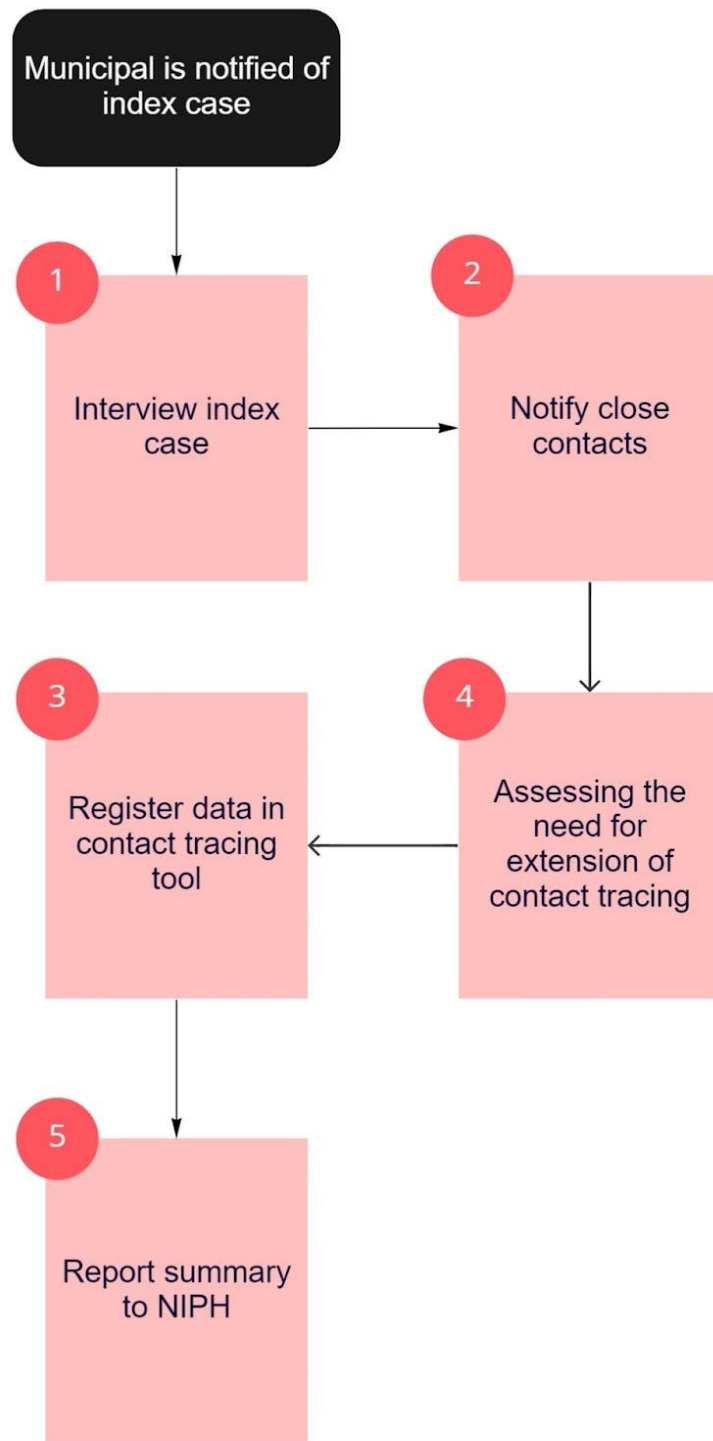 Municipal is notified of
index case
1
Interview index
case
2
Notify close
contacts
3
Register data in
contact tracing
tool
4
Assessing the
need for
extension of
contact tracing
5
Report summary
to NIPH